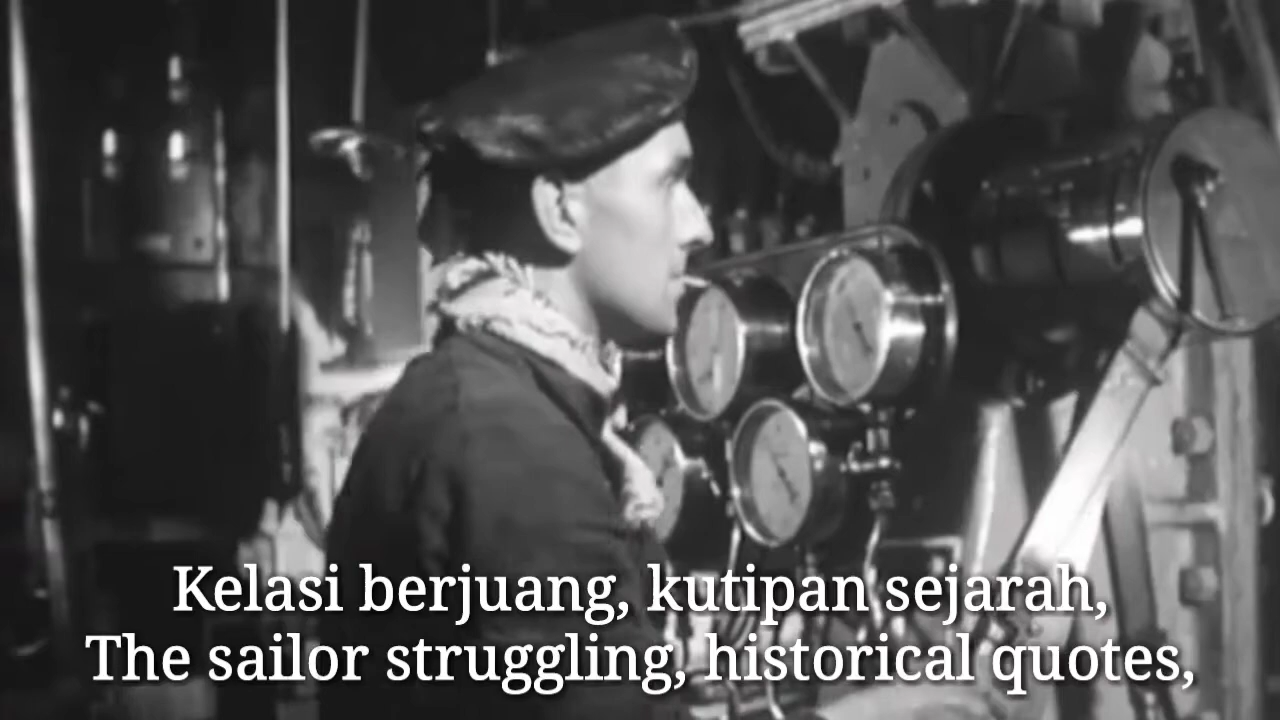 Kelasi berjuang, kutipan sejarah,
The sailor struggling, historical quotes,